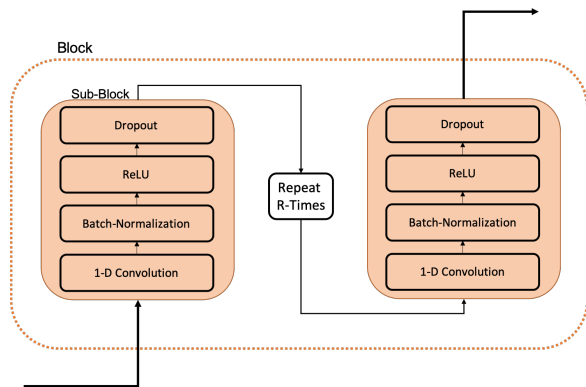 Block
Sub-Block
Dropout
ReLU
Batch-Normalization
1-D Convolution
Repeat
R-Times
Dropout
ReLU
Batch-Normalization
1-D Convolution